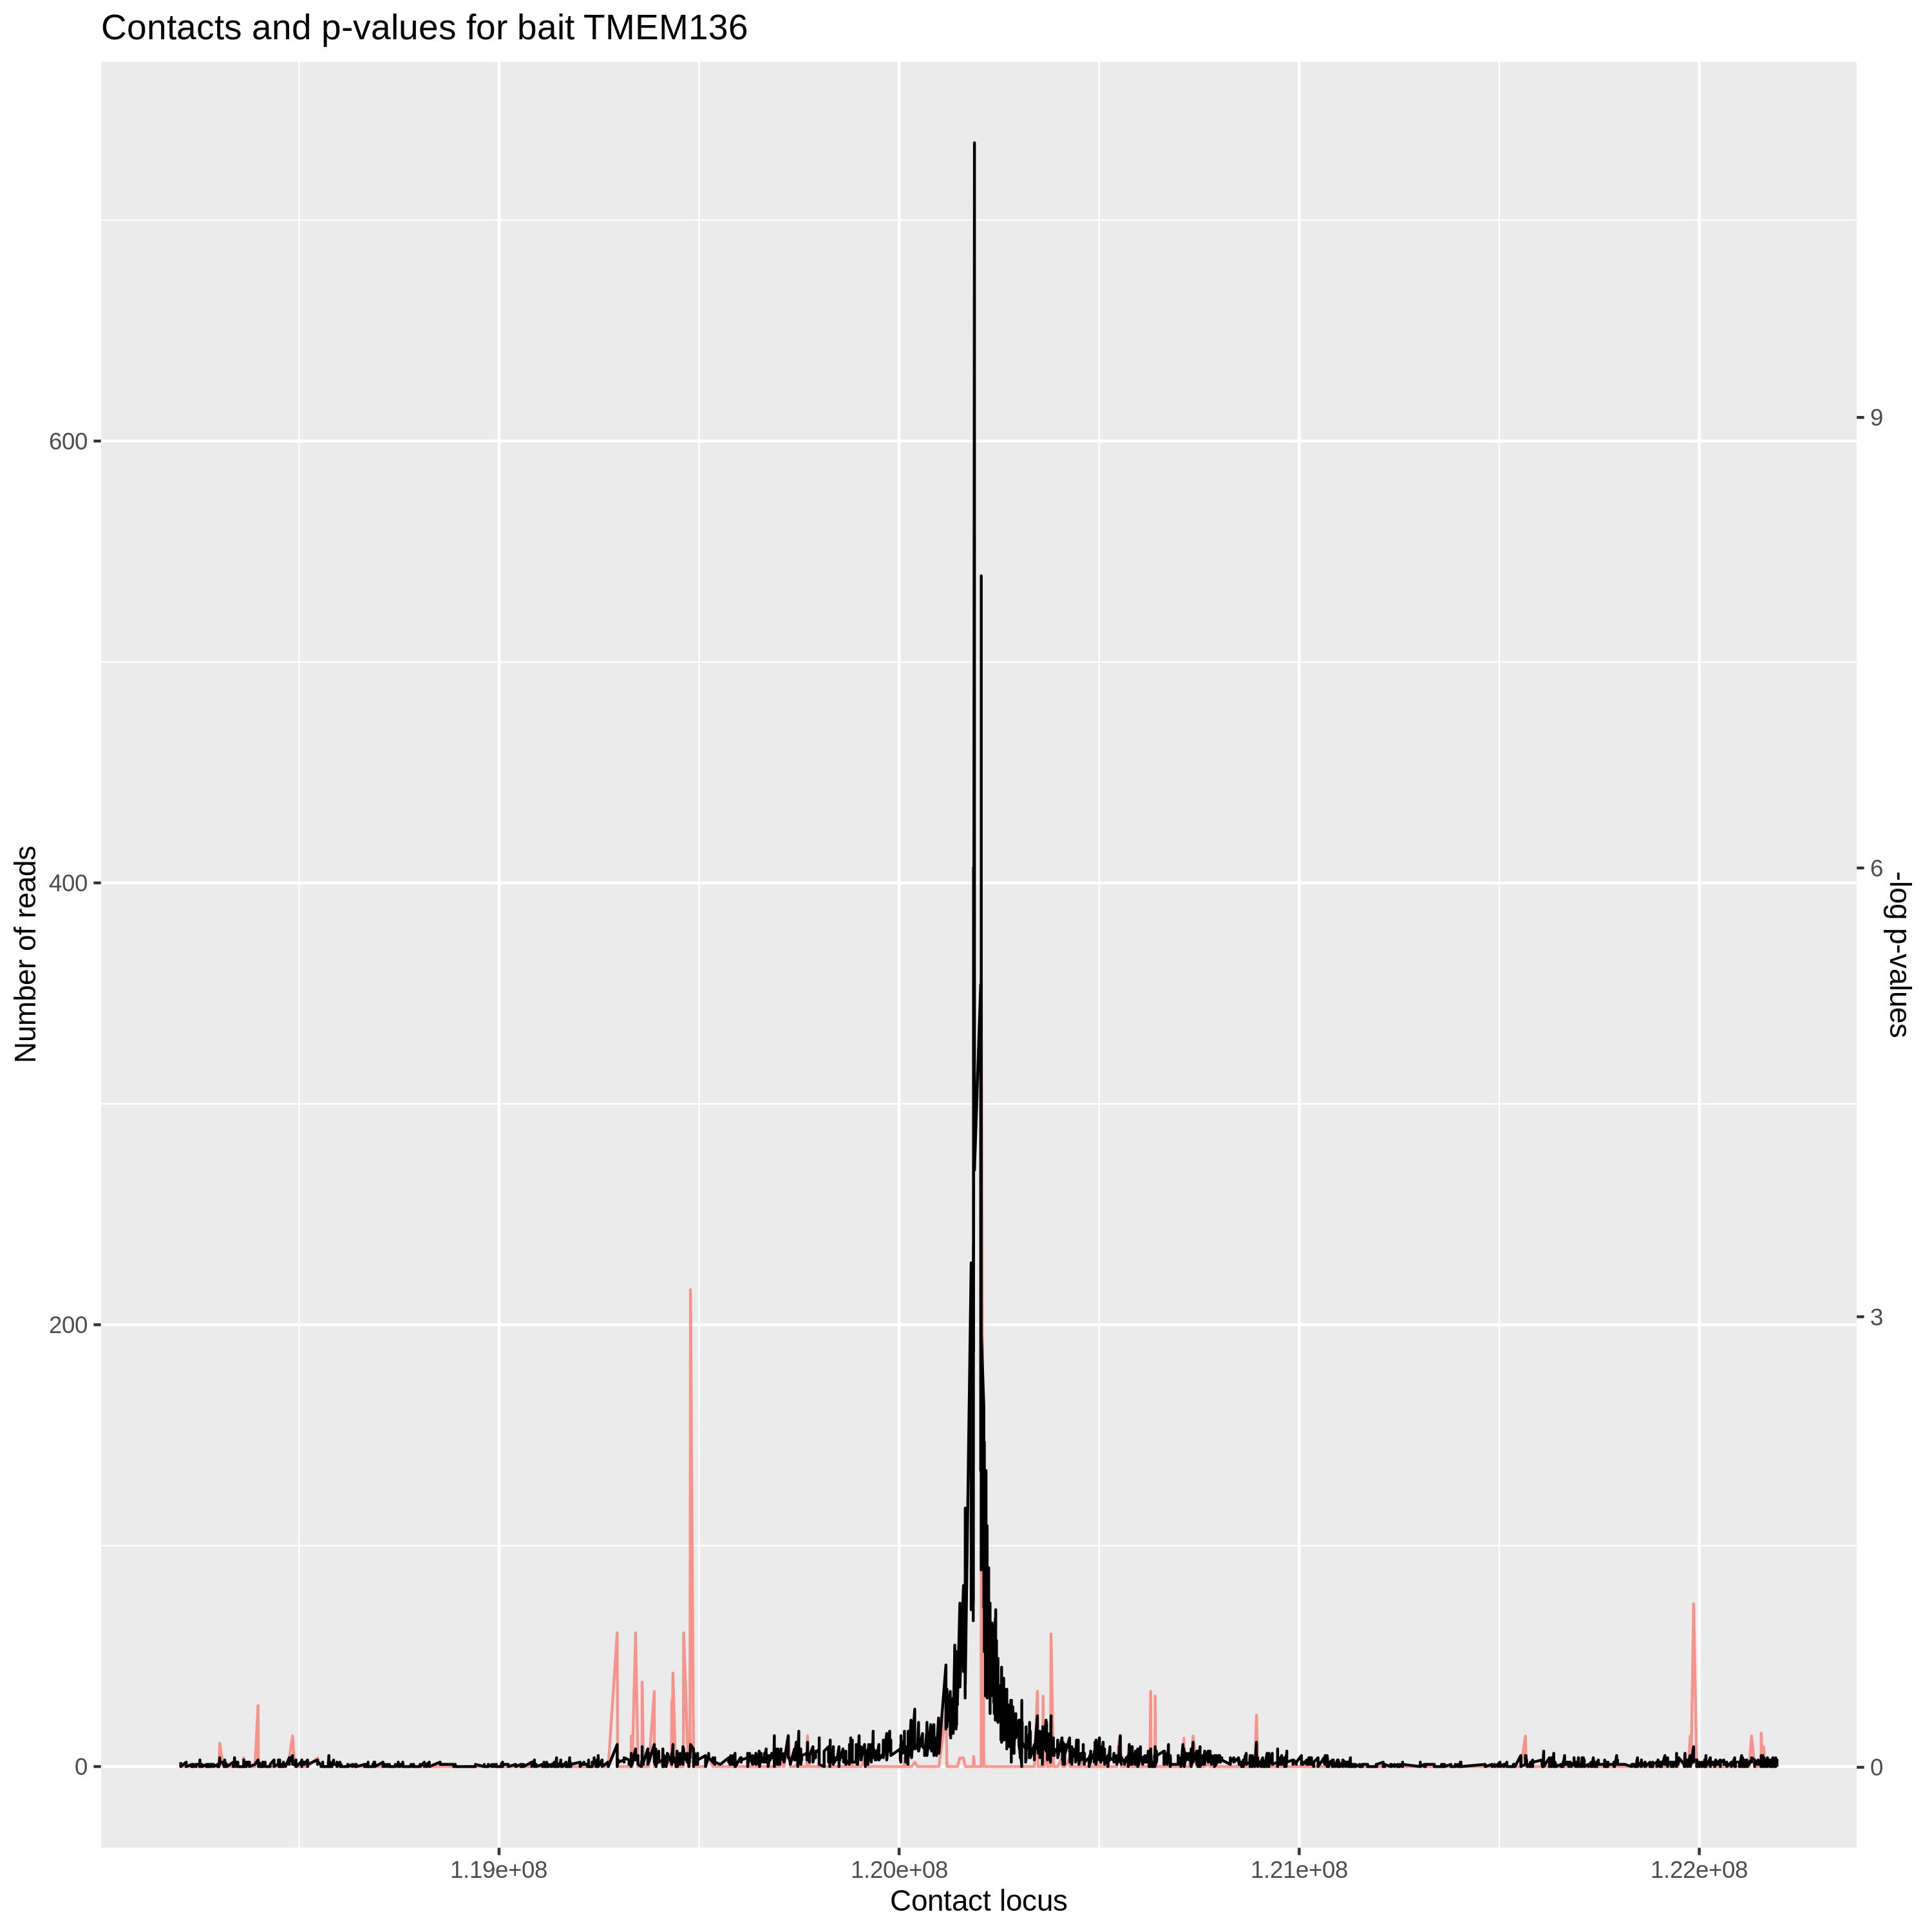 Contacts and p-values for bait TMEM136
Number of reads
600
400
200
0
9
6
3
0
-log p-values
1.19e+08
1.20e+08
1.21e+08
1.22e+08
Contact locus